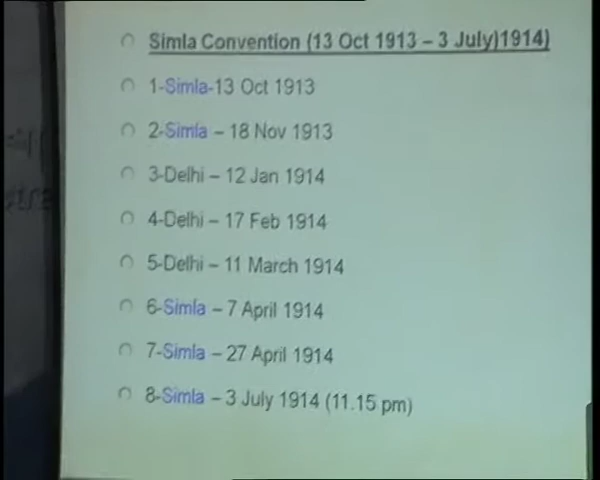 Simla Convention (13 Oct 1913 – 3 July)1914)
1-Simla-13 Oct 1913
2-Simla – 18 Nov 1913
3-Delhi – 12 Jan 1914
4-Delhi – 17 Feb 1914
5-Delhi – 11 March 1914
6-Simla – 7 April 1914
7-Simla – 27 April 1914
8-Simla – 3 July 1914 (11.15 pm)